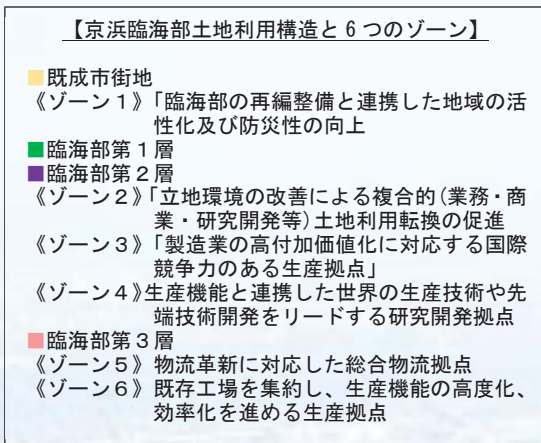 【京浜臨海部土地利用構造と６つのゾーン】
■既成市街地
《ゾーン１》「臨海部の再編整備と連携した地域の活
性化及び防災性の向上
■臨海部第１層
■臨海部第２層
《ゾーン２》「立地環境の改善による複合的（業務・商
業・研究開発等）土地利用転換の促進
《ゾーン３》「製造業の高付加価値化に対応する国際
競争力のある生産拠点」
《ゾーン４》生産機能と連携した世界の生産技術や先
端技術開発をリードする研究開発拠点
■臨海部第３層
《ゾーン５》物流革新に対応した総合物流拠点
《ゾーン６》既存工場を集約し、生産機能の高度化、
効率化を進める生産拠点